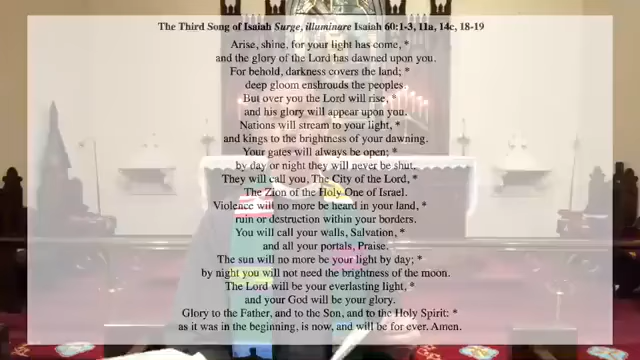 The Third Song of Isaiah Surge, illuminare Isaiah 60:1-3, 11a, 14c, 18-19
Arise, shine, for your light has come, *
and the glory of the Lord has dawned upon you.
For behold, darkness covers the land; *
deep gloom enshrouds the peoples.
But over you the Lord will rise, *
and his glory will appear upon you.
Nations will stream to your light, *
and kings to the brightness of your dawning.
Your gates will always be open; *
by day or night they will never be shut.
They will call you, The City of the Lord, *
The Zion of the Holy One of Israel.
Violence will no more be heard in your land, *
ruin or destruction within your borders.
You will call your walls, Salvation, *
and all your portals, Praise.
The sun will no more be your light by day; *
by night you will not need the brightness of the moon.
The Lord will be your everlasting light, *
and your God will be your glory.
Glory to the Father, and to the Son, and to the Holy Spirit: *
as it was in the beginning, is now, and will be for ever. Amen.